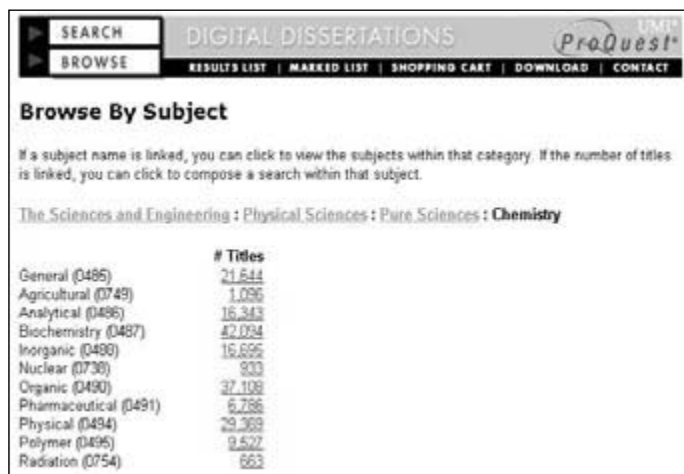 SEARCH
BROWSE
DIGITAL DISSERTATIONS
UMI
ProQuest
RESULTS LIST | MARKED LIST | SHOPPING CART | DOWNLOAD | CONTACT
Browse By Subject
If a subject name is linked, you can click to view the subjects within that category. If the number of titles
is linked, you can click to compose a search within that subject.
The Sciences and Engineering : Physical Sciences : Pure Sciences : Chemistry
# Titles
General (0485) 21,644
Agricultural (0749) 1,096
Analytical (0486) 16,343
Biochemistry (0487) 42,094
Inorganic (0488) 16,696
Nuclear (0738) 933
Organic (0490) 37,108
Pharmaceutical (0491) 6,786
Physical (0494) 29,369
Polymer (0495) 9,527
Radiation (0754) 663